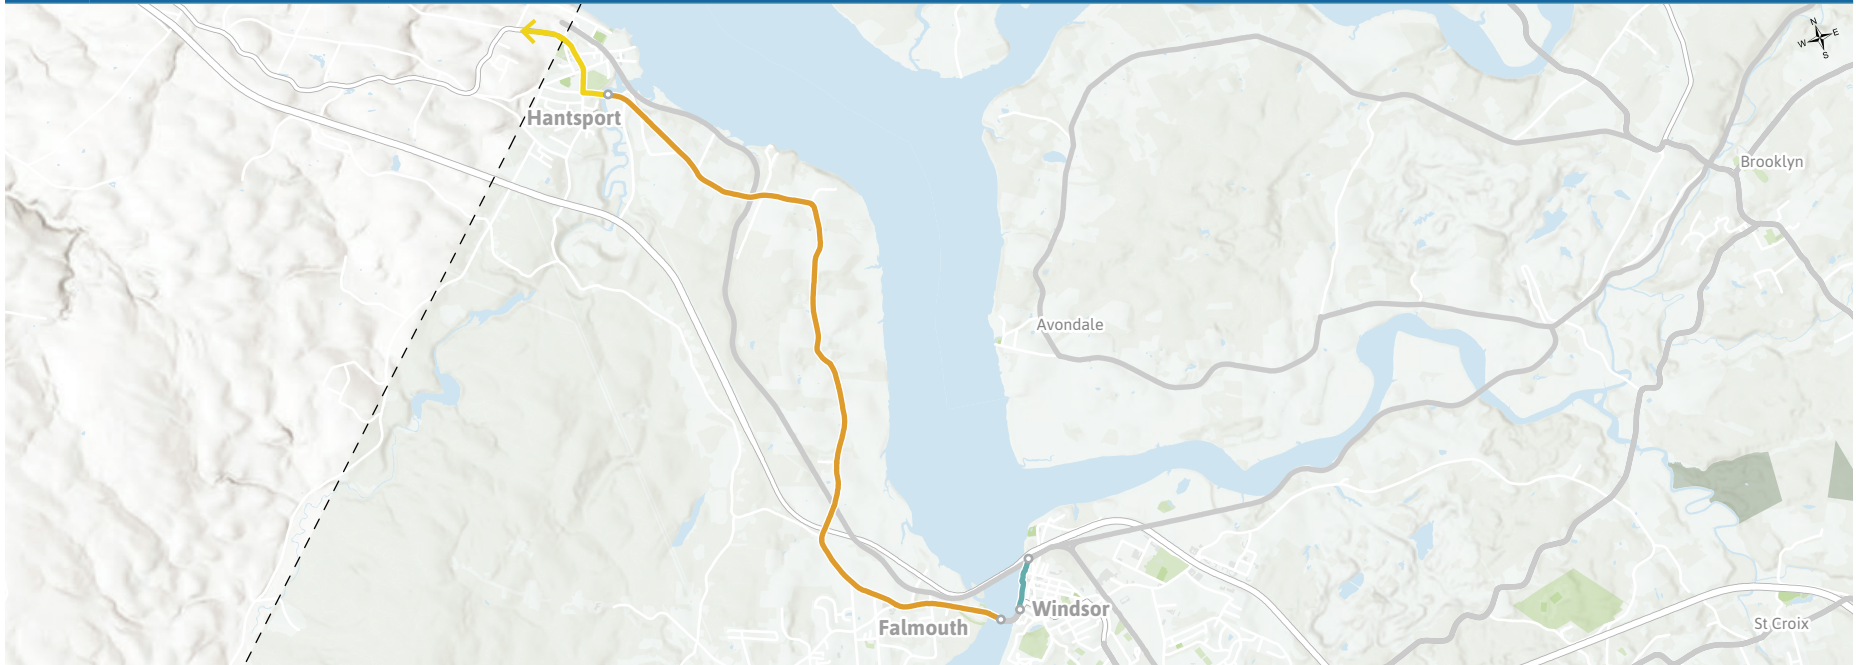 N
W E
S
Hantsport
Brooklyn
Avondale
Windsor
Falmouth
St Croix